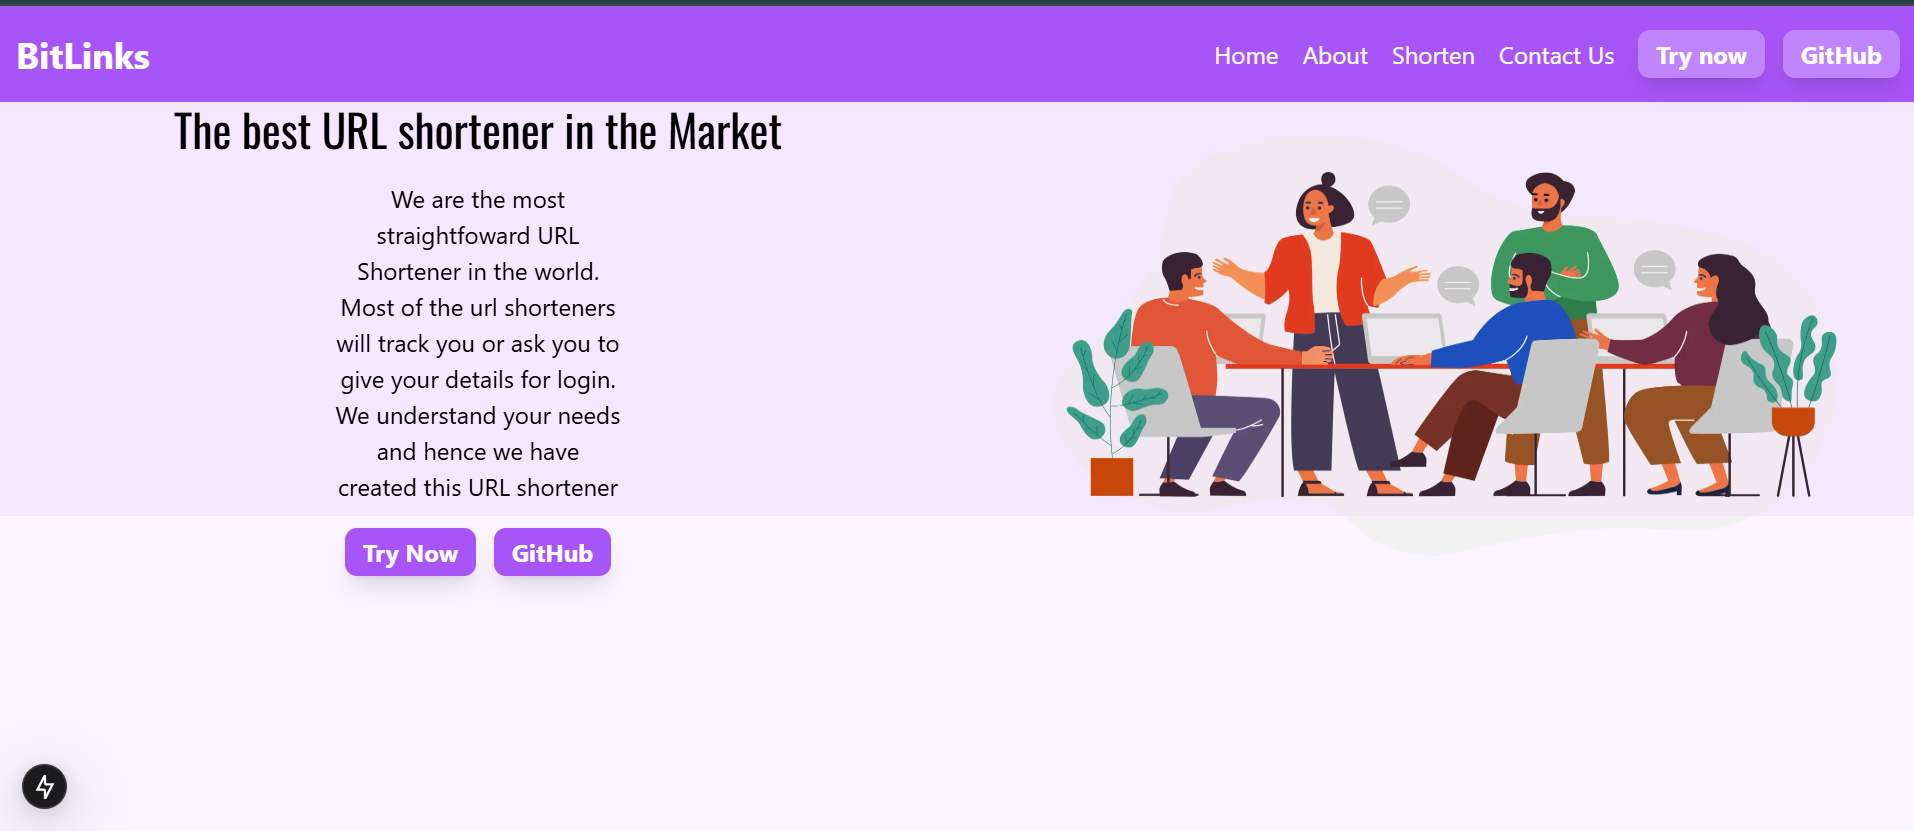 BitLinks
Home About Shorten Contact Us Try now GitHub
The best URL shortener in the Market
We are the most
straightfoward URL
Shortener in the world.
Most of the url shorteners
will track you or ask you to
give your details for login.
We understand your needs
and hence we have
created this URL shortener
Try Now GitHub